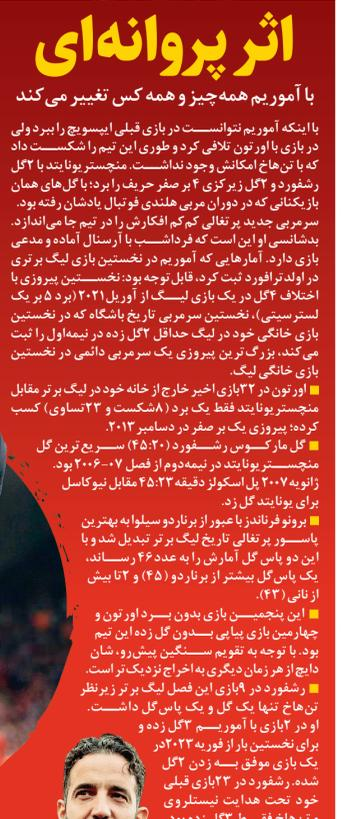 اثر پروانه‌ای
با آموریم همه چیز و همه کس تغییر می‌کند
با اینکه آموریم نتوانست در بازی قبلی ایپسویچ را ببرد ولی
در بازی با اورتون تلافی کرد و طوری این تیم را شکست داد
که با تن‌هاخ امکانش وجود نداشت. منچستریونایتد با ۲گل
رشفورد و ۲گل زیرکزی ۴ بر صفر حریف را برد؛ با گل‌های همان
بازیکنانی که در دوران مربی هلندی فوتبال یادشان رفته بود.
سرمربی جدید پرتغالی کم‌کم افکارش را در تیم جا می‌اندازد.
بدشانسی او این است که فرداشب با آرسنال آماده و مدعی
بازی دارد. آمارهایی که آموریم در نخستین بازی لیگ برتری
در اولدترافورد ثبت کرد، قابل توجه بود: نخستین پیروزی با
اختلاف ۴گل در یک بازی لیگ از آوریل ۲۰۲۱ (برد ۵ بر یک
لسترسیتی)، نخستین سرمربی تاریخ باشگاه که در نخستین
بازی خانگی خود در لیگ حداقل ۲گل زده در نیمه‌اول را ثبت
می‌کند، بزرگ‌ترین پیروزی یک سرمربی دائمی در نخستین
بازی خانگی لیگ.
اورتون در ۳۲بازی اخیر خارج از خانه خود در لیگ برتر مقابل
منچستریونایتد فقط یک برد (۸شکست و ۲۳تساوی) کسب
کرده؛ پیروزی یک بر صفر در دسامبر ۲۰۱۳.
گل مارکوس رشفورد (۴۵:۲۰) سریع‌ترین گل
منچستریونایتد در نیمه‌دوم از فصل ۰۷-۲۰۰۶ بود.
ژانویه ۲۰۰۷ پل اسکولز دقیقه ۴۵:۲۳ مقابل نیوکاسل
برای یونایتد گل زد.
برونو فرناندز با عبور از برناردو سیلوا به بهترین
پاسور پرتغالی تاریخ لیگ برتر تبدیل شد و با
این دو پاس گل آمارش را به عدد ۴۶ رساند،
یک پاس گل بیشتر از برناردو (۴۵) و ۲تا بیش
از نانی (۴۳).
این پنجمین بازی بدون برد اورتون و
چهارمین بازی پیاپی بدون گل زده این تیم
بود. با توجه به تقویم سنگین پیش‌رو، شان
دایچ از هر زمان دیگری به اخراج نزدیک‌تر است.
رشفورد در ۹بازی این فصل لیگ برتر زیرنظر
تن‌هاخ تنها یک گل و یک پاس گل داشت.
او در ۲بازی با آموریم ۳گل زده و
برای نخستین بار از فوریه ۲۰۲۳در
یک بازی موفق به زدن ۲گل
شده. رشفورد در ۲۳بازی قبلی
خود تحت هدایت نیستلروی